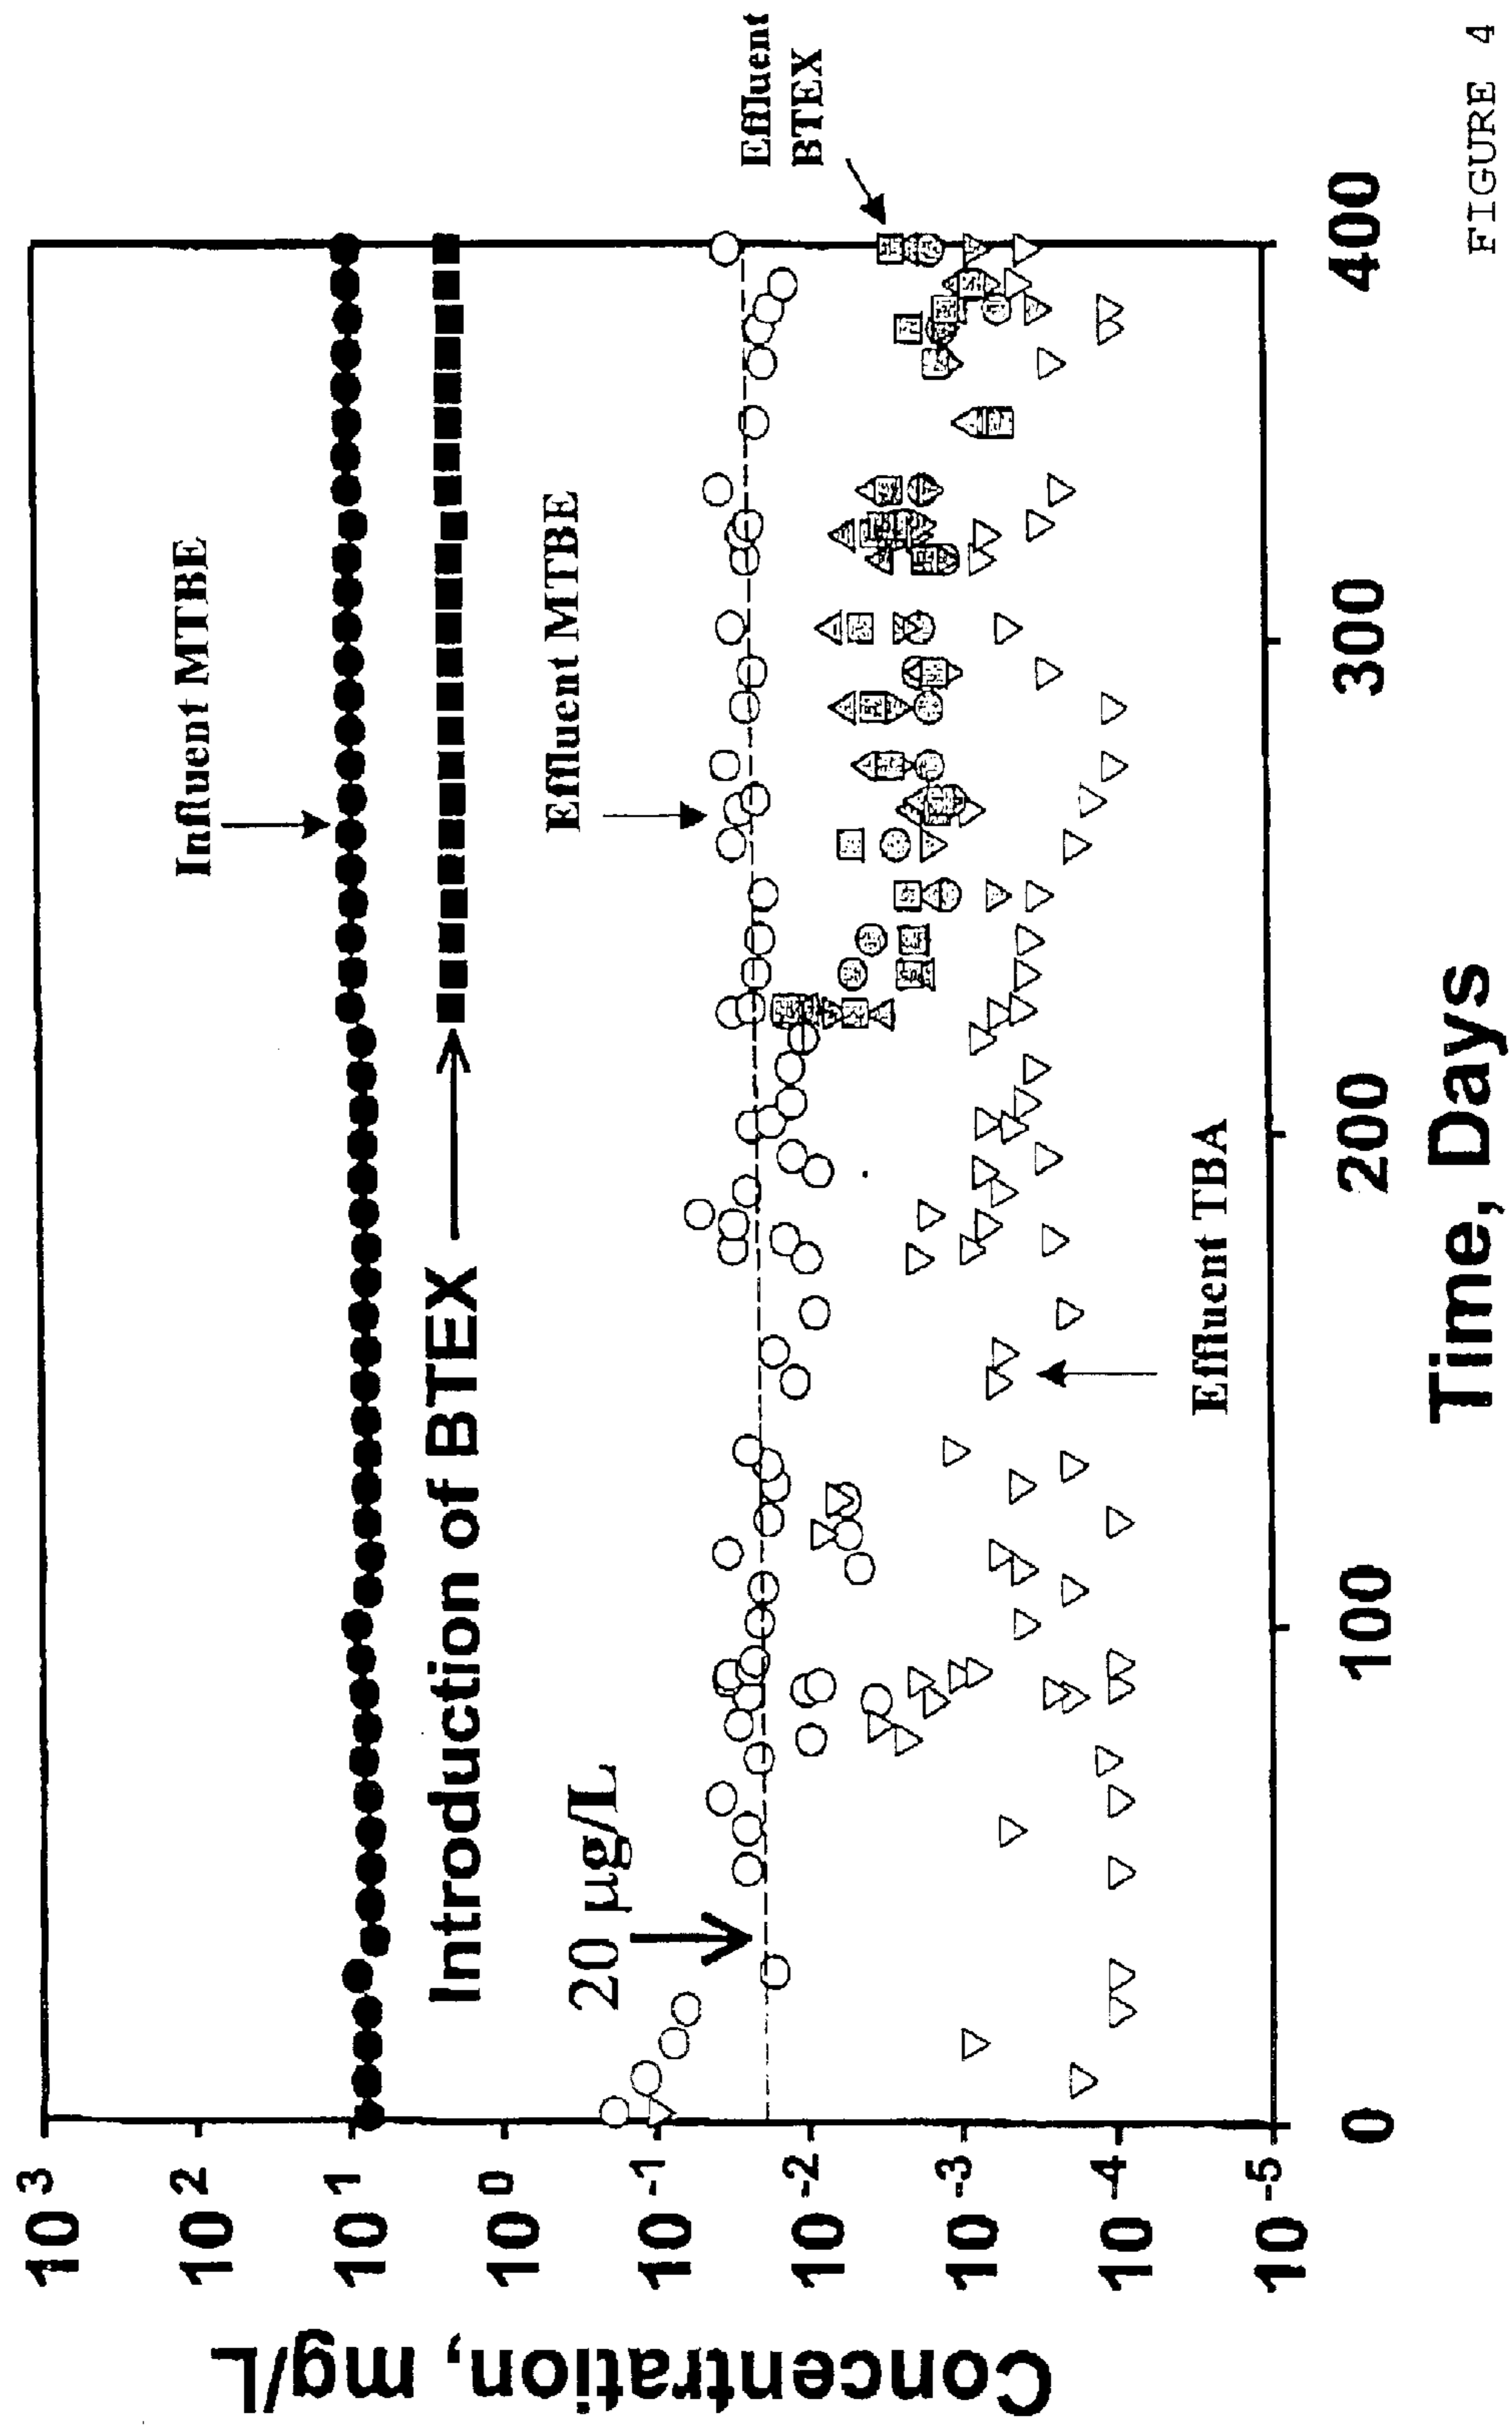 Concentration, mg/L
10 3
10 2
10 1
10 0
10 -1
10 -2
10 -3
10 -4
10 -5
Influent MTBE
Introduction of BTEX
Effluent MTBE
20 µg/L
Effluent
BTEX
Effluent TBA
0
100
200
300
400
Time, Days
FIGURE 4